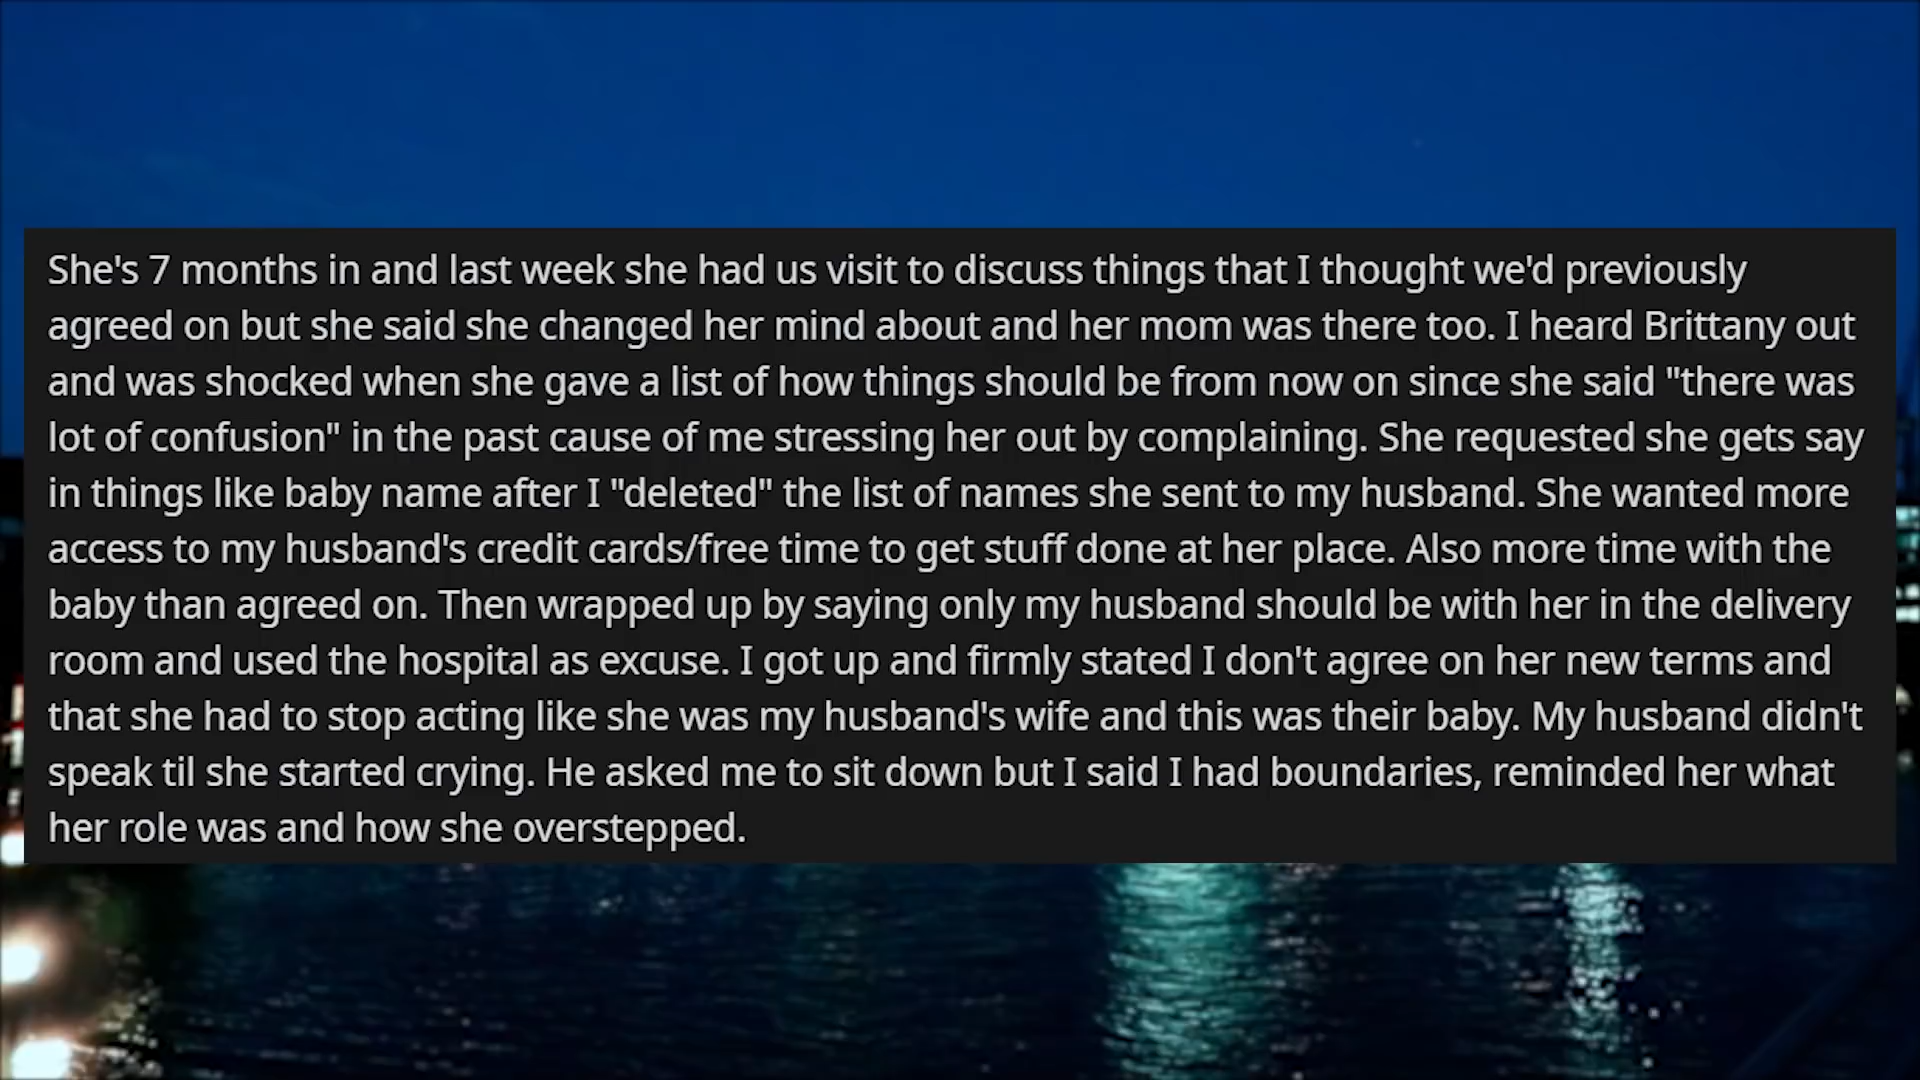 She's 7 months in and last week she had us visit to discuss things that I thought we'd previously
agreed on but she said she changed her mind about and her mom was there too. I heard Brittany out
and was shocked when she gave a list of how things should be from now on since she said "there was
lot of confusion" in the past cause of me stressing her out by complaining. She requested she gets say
in things like baby name after I "deleted" the list of names she sent to my husband. She wanted more
access to my husband's credit cards/free time to get stuff done at her place. Also more time with the
baby than agreed on. Then wrapped up by saying only my husband should be with her in the delivery
room and used the hospital as excuse. I got up and firmly stated I don't agree on her new terms and
that she had to stop acting like she was my husband's wife and this was their baby. My husband didn't
speak til she started crying. He asked me to sit down but I said I had boundaries, reminded her what
her role was and how she overstepped.